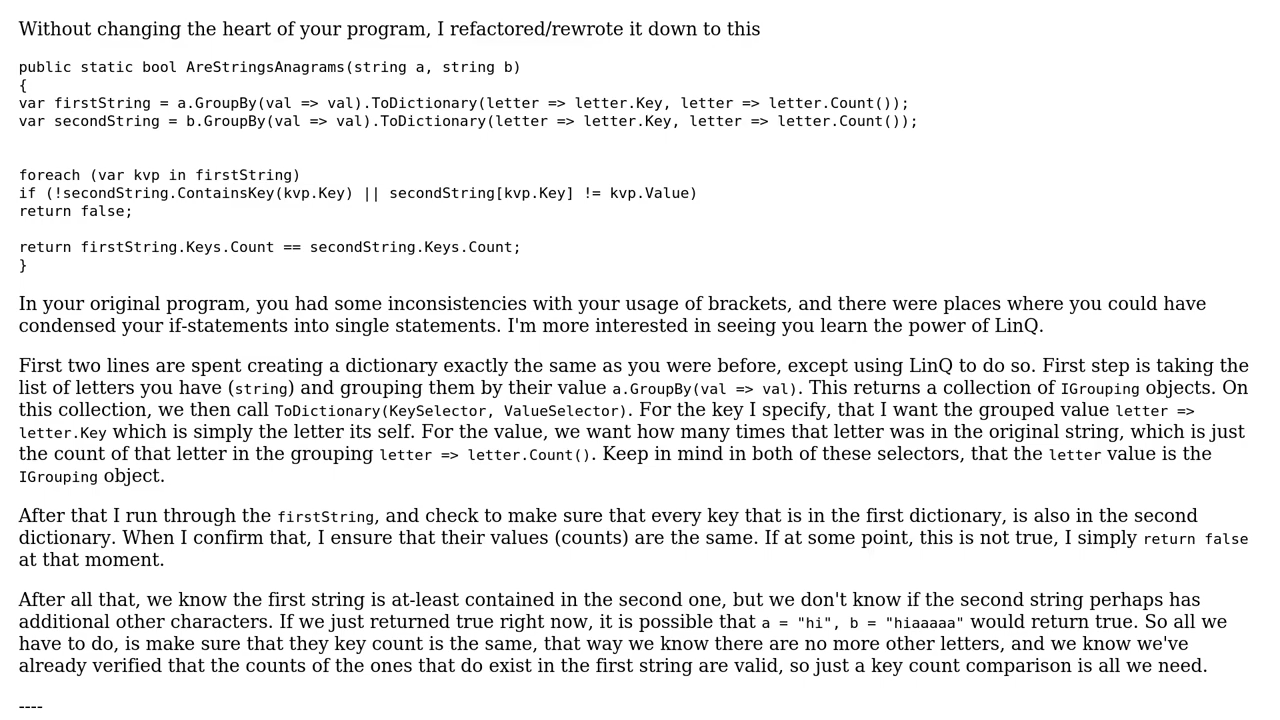 Without changing the heart of your program, I refactored/rewrote it down to this
public static bool AreStringsAnagrams(string a, string b)
{
var firstString = a.GroupBy(val => val).ToDictionary(letter => letter.Key, letter => letter.Count());
var secondString = b.GroupBy(val => val).ToDictionary(letter => letter.Key, letter => letter.Count());
foreach (var kvp in firstString)
if (!secondString.ContainsKey(kvp.Key) || secondString[kvp.Key] != kvp.Value)
return false;
return firstString.Keys.Count == secondString.Keys.Count;
}
In your original program, you had some inconsistencies with your usage of brackets, and there were places where you could have
condensed your if-statements into single statements. I'm more interested in seeing you learn the power of LinQ.
First two lines are spent creating a dictionary exactly the same as you were before, except using LinQ to do so. First step is taking the
list of letters you have (string) and grouping them by their value a.GroupBy(val => val). This returns a collection of IGrouping objects. On
this collection, we then call ToDictionary(KeySelector, ValueSelector). For the key I specify, that I want the grouped value letter =>
letter.Key which is simply the letter its self. For the value, we want how many times that letter was in the original string, which is just
the count of that letter in the grouping letter => letter.Count(). Keep in mind in both of these selectors, that the letter value is the
IGrouping object.
After that I run through the firstString, and check to make sure that every key that is in the first dictionary, is also in the second
dictionary. When I confirm that, I ensure that their values (counts) are the same. If at some point, this is not true, I simply return false
at that moment.
After all that, we know the first string is at-least contained in the second one, but we don't know if the second string perhaps has
additional other characters. If we just returned true right now, it is possible that a = "hi", b = "hiaaaaa" would return true. So all we
have to do, is make sure that they key count is the same, that way we know there are no more other letters, and we know we've
already verified that the counts of the ones that do exist in the first string are valid, so just a key count comparison is all we need.
----